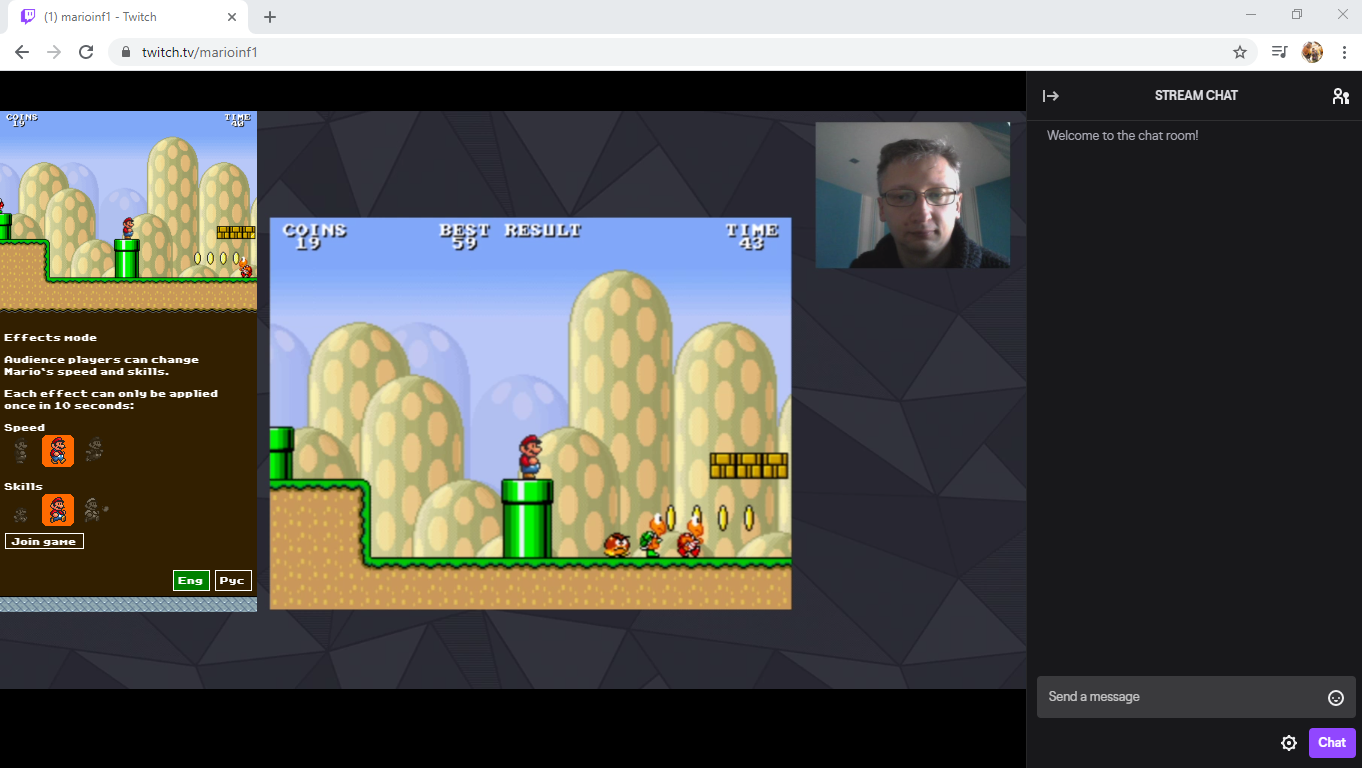 (1) marioinf1 - Twitch
twitch.tv/marioinf1
COINS
19
TIME
43
Effects mode
Audience players can change
Mario's speed and skills.
Each effect can only be applied
once in 10 seconds:
Speed
Skills
Join game
Eng
Рус
COINS
19
BEST RESULT
59
TIME
43
STREAM CHAT
Welcome to the chat room!
Send a message
Chat